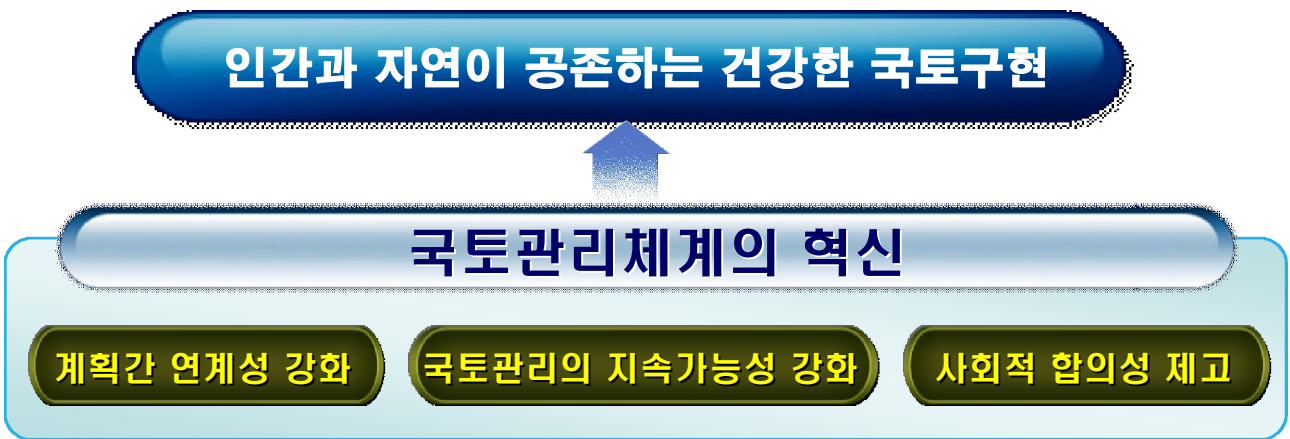 인간과 자연이 공존하는 건강한 국토구현
국토관리체계의 혁신
계획간 연계성 강화
국토관리의 지속가능성 강화
사회적 합의성 제고